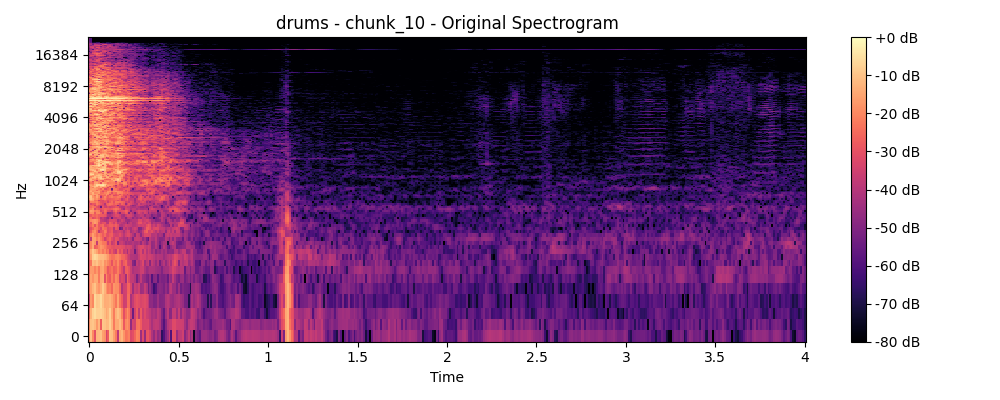 drums - chunk_10 - Original Spectrogram
Hz
16384
8192
4096
2048
1024
512
256
128
64
0
0 0.5 1 1.5 2 2.5 3 3.5 4
Time
+0 dB
-10 dB
-20 dB
-30 dB
-40 dB
-50 dB
-60 dB
-70 dB
-80 dB